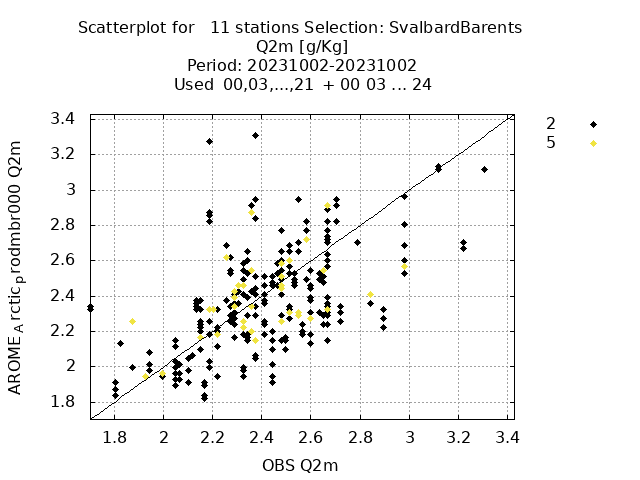 Scatterplot for   11 stations Selection: SvalbardBarents
Q2m [g/Kg]
Period: 20231002-20231002
Used  00,03,...,21  + 00 03 ... 24
AROME_Arctic_prodmbr000 Q2m
3.4
3.2
3
2.8
2.6
2.4
2.2
2
1.8
1.8 2 2.2 2.4 2.6 2.8 3 3.2 3.4
OBS Q2m
2
5